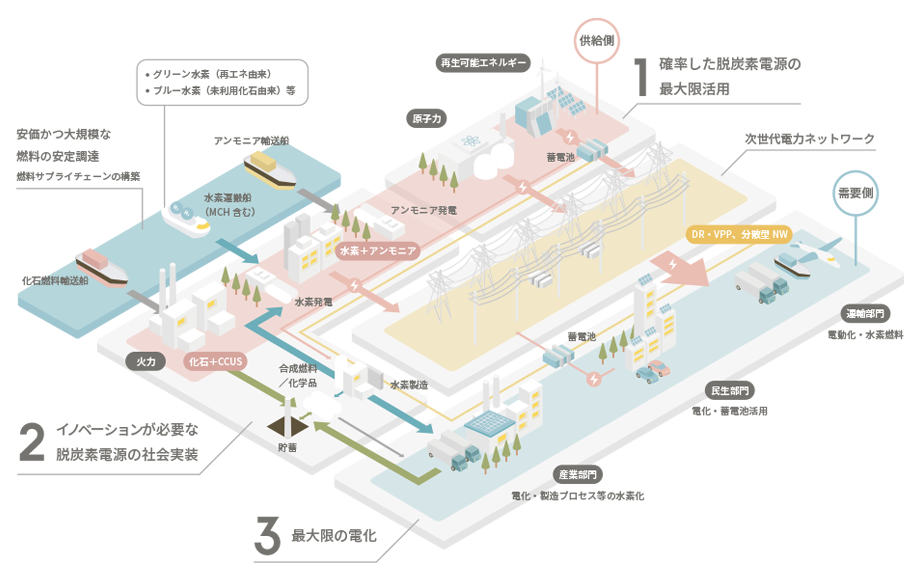 供給側
1 確率した脱炭素電源の
最大限活用
再生可能エネルギー
• グリーン水素（再エネ由来）
• ブルー水素（未利用化石由来）等
原子力
安価かつ大規模な
燃料の安定調達
燃料サプライチェーンの構築
アンモニア輸送船
蓄電池
次世代電力ネットワーク
需要側
水素運搬船
（MCH 含む）
アンモニア発電
DR・VPP、分散型 NW
水素＋アンモニア
化石燃料輸送船
水素発電
運輸部門
電動化・水素燃料
蓄電池
火力
化石＋CCUS
合成燃料
／化学品
水素製造
民生部門
電化・蓄電池活用
2 イノベーションが必要な
脱炭素電源の社会実装
貯蓄
産業部門
電化・製造プロセス等の水素化
3 最大限の電化